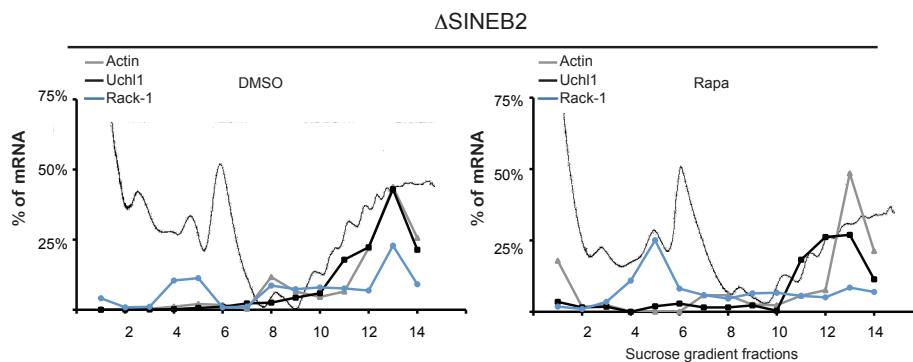 ΔSINEB2
Actin
Uchl1
Rack-1
DMSO
75%
50%
25%
% of mRNA
2 4 6 8 10 12 14
Actin
Uchl1
Rack-1
Rapa
75%
50%
25%
% of mRNA
2 4 6 8 10 12 14
Sucrose gradient fractions